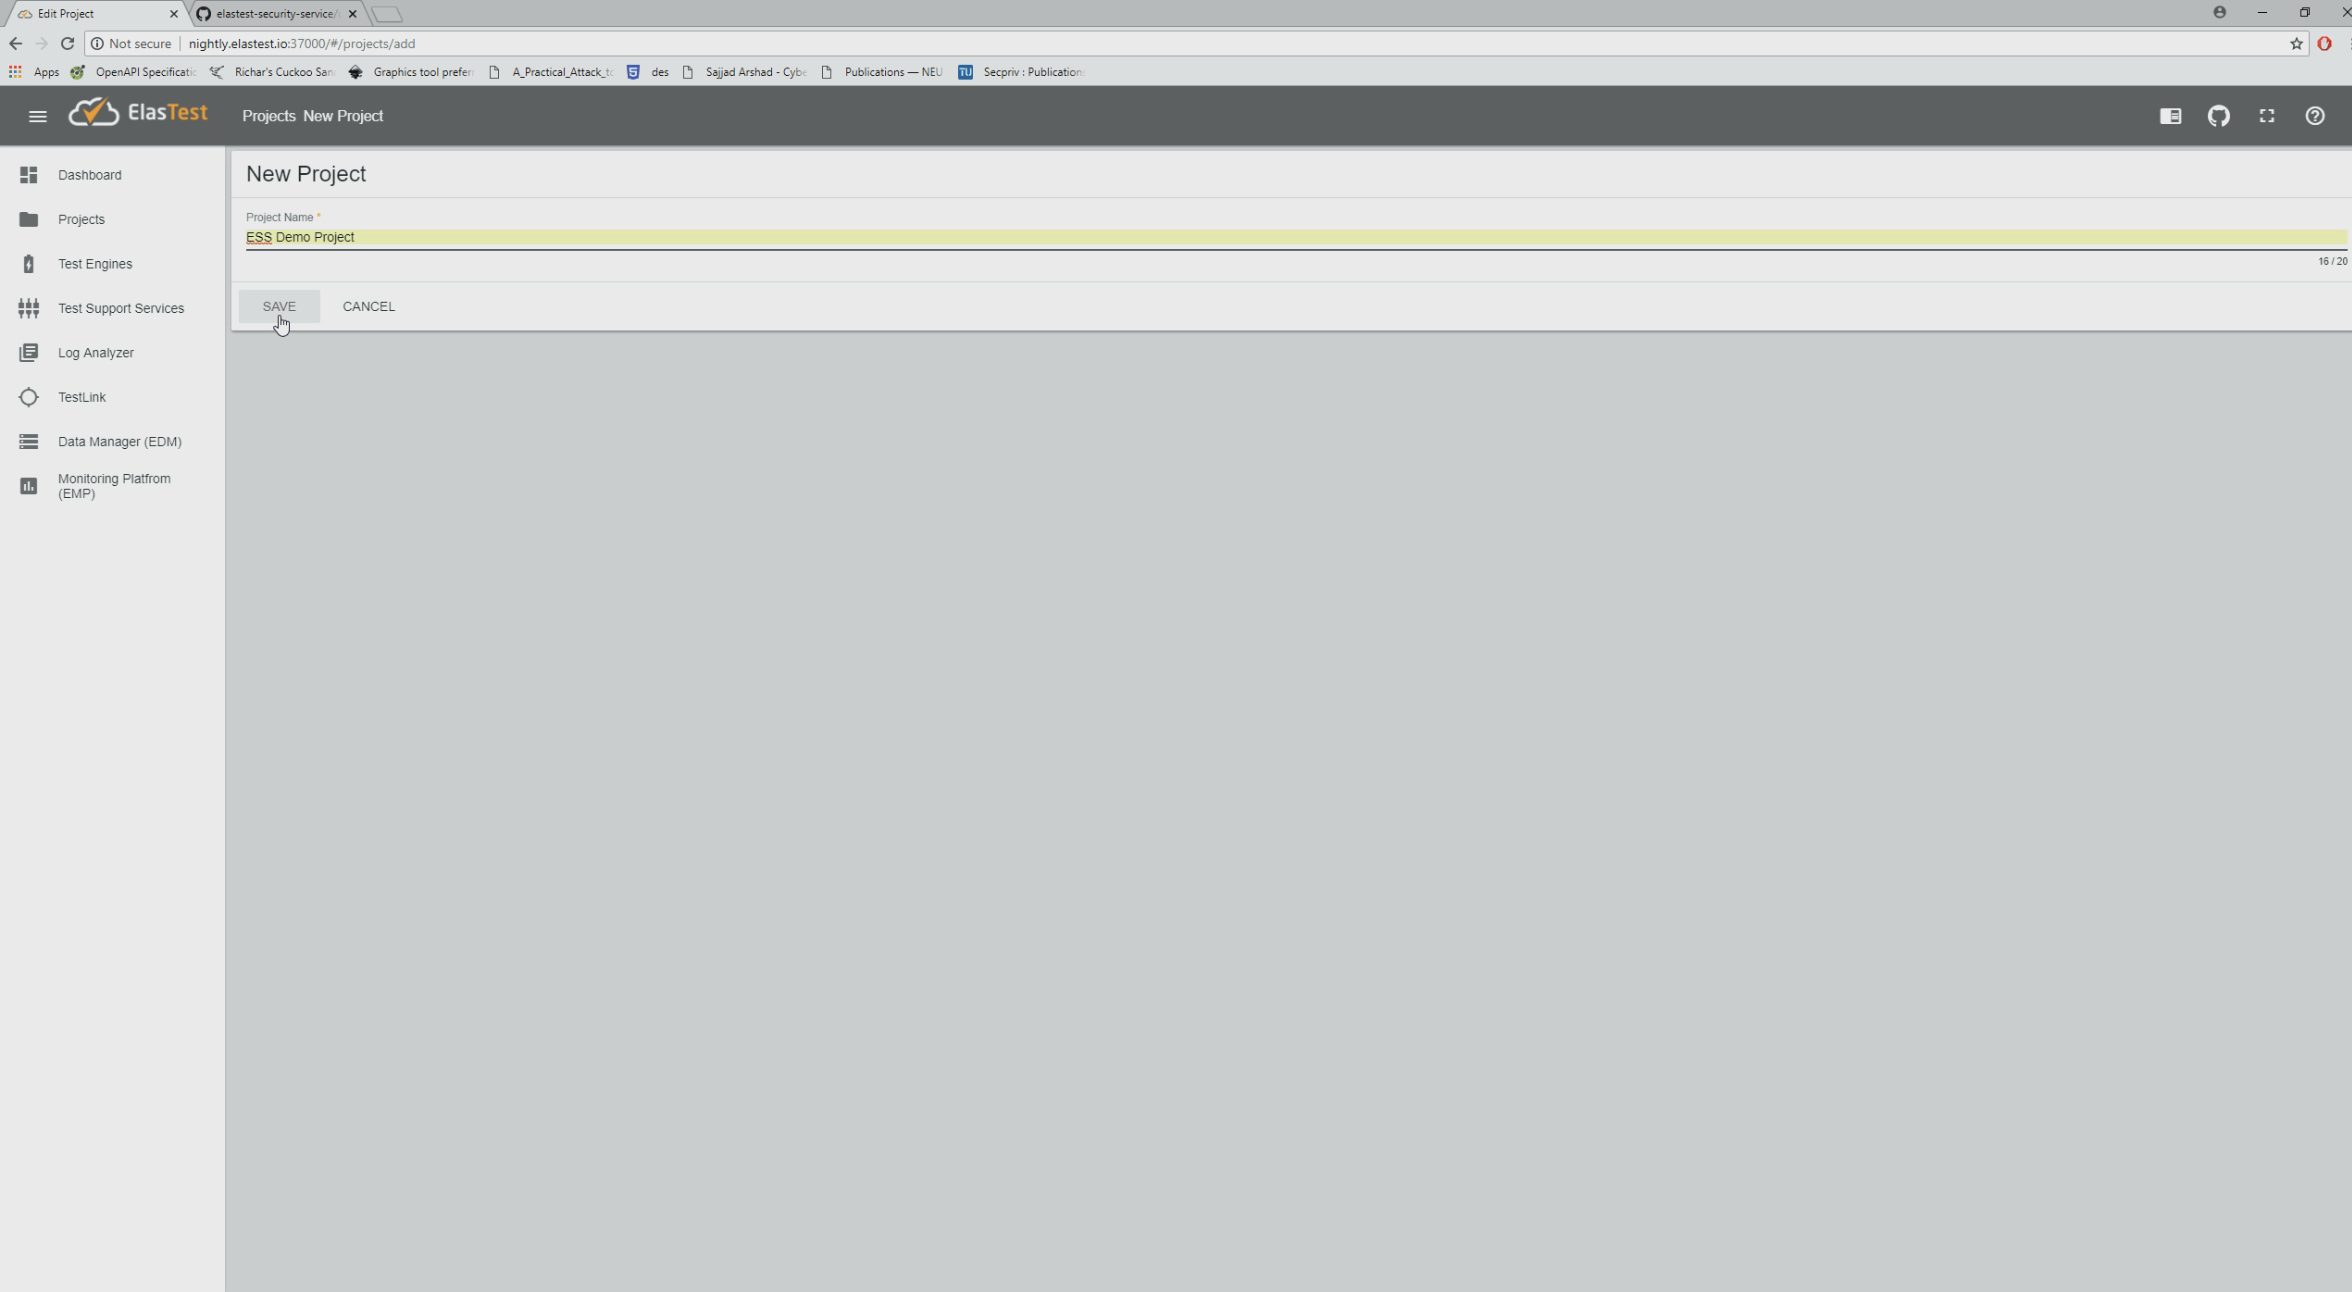 Edit Project
elastest-security-service/
Not secure nightly.elastest.io:37000/#/projects/add
Apps OpenAPI Specificati Richar's Cuckoo San Graphics tool prefer A_Practical_Attack_to des Sajjad Arshad - Cybe Publications — NEU TU Secpriv : Publication
ElasTest Projects New Project
Dashboard
Projects
Test Engines
Test Support Services
Log Analyzer
TestLink
Data Manager (EDM)
Monitoring Platfrom
(EMP)
New Project
Project Name *
ESS Demo Project
16 / 20
SAVE CANCEL